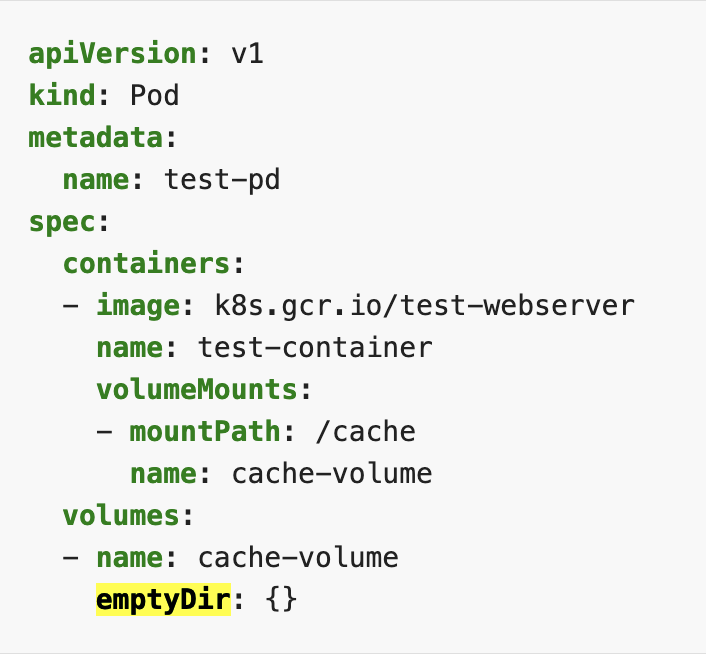 apiVersion: v1
kind: Pod
metadata:
  name: test-pd
spec:
  containers:
  - image: k8s.gcr.io/test-webserver
    name: test-container
    volumeMounts:
    - mountPath: /cache
      name: cache-volume
  volumes:
  - name: cache-volume
    emptyDir: {}